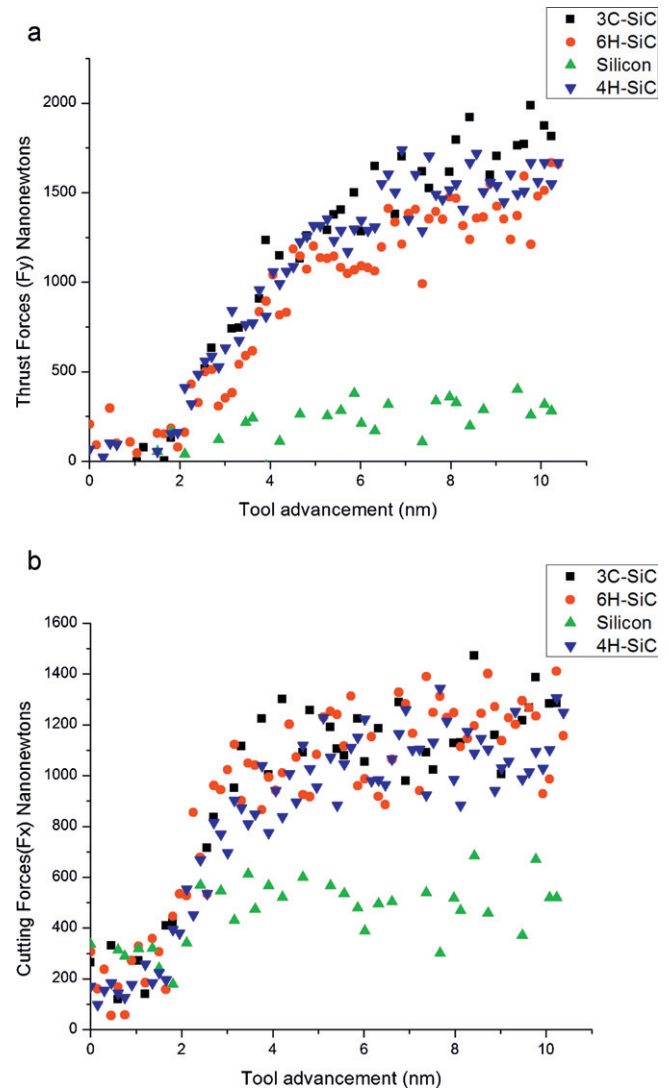 a
3C-SiC
6H-SiC
Silicon
4H-SiC
Thrust Forces (Fy) Nanonewtons
2000
1500
1000
500
0
0 2 4 6 8 10
Tool advancement (nm)
b
3C-SiC
6H-SiC
Silicon
4H-SiC
Cutting Forces(Fx) Nanonewtons
1600
1400
1200
1000
800
600
400
200
0
0 2 4 6 8 10
Tool advancement (nm)